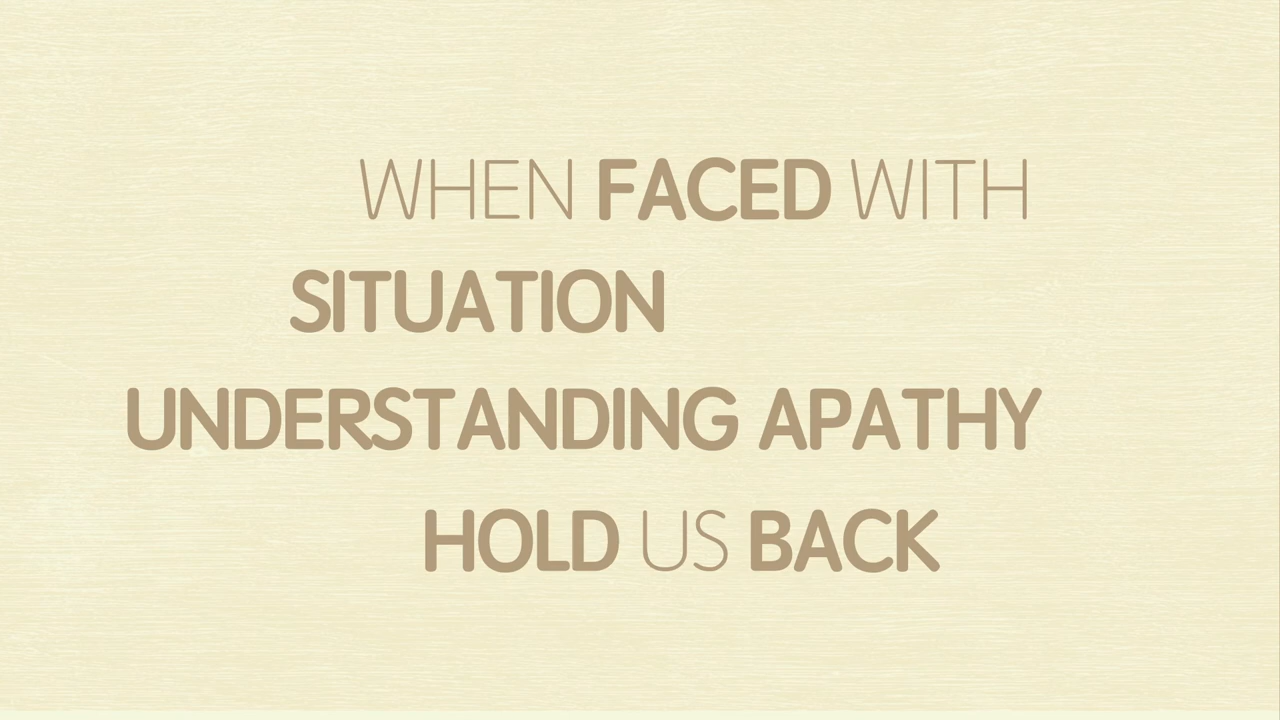 WHEN FACED WITH
SITUATION
UNDERSTANDING APATHY
HOLD US BACK